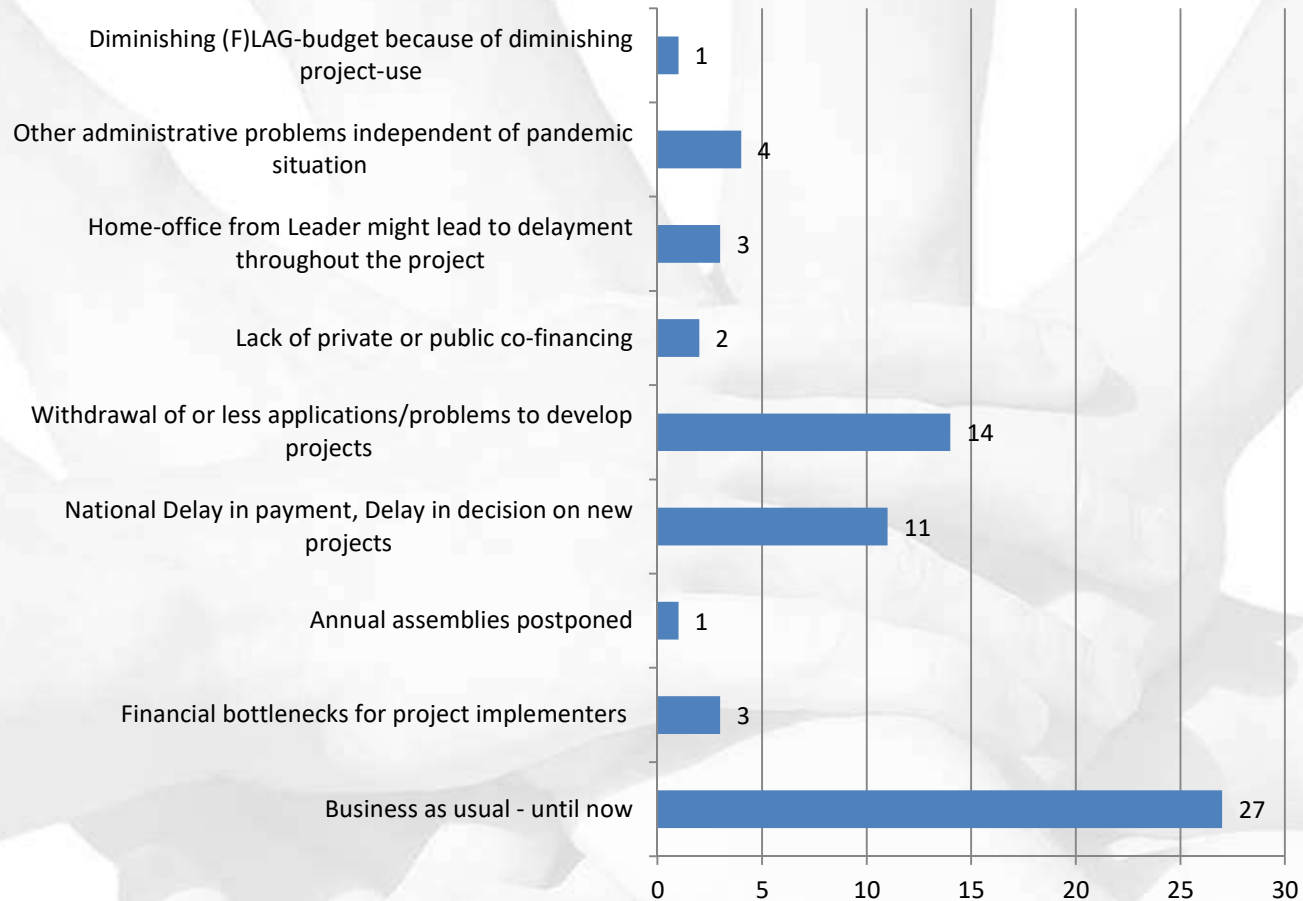 Diminishing (F)LAG-budget because of diminishing
project-use
1
Other administrative problems independent of pandemic
situation
4
Home-office from Leader might lead to delayment
throughout the project
3
Lack of private or public co-financing
2
Withdrawal of or less applications/problems to develop
projects
14
National Delay in payment, Delay in decision on new
projects
11
Annual assemblies postponed
1
Financial bottlenecks for project implementers
3
Business as usual - until now
27
0 5 10 15 20 25 30